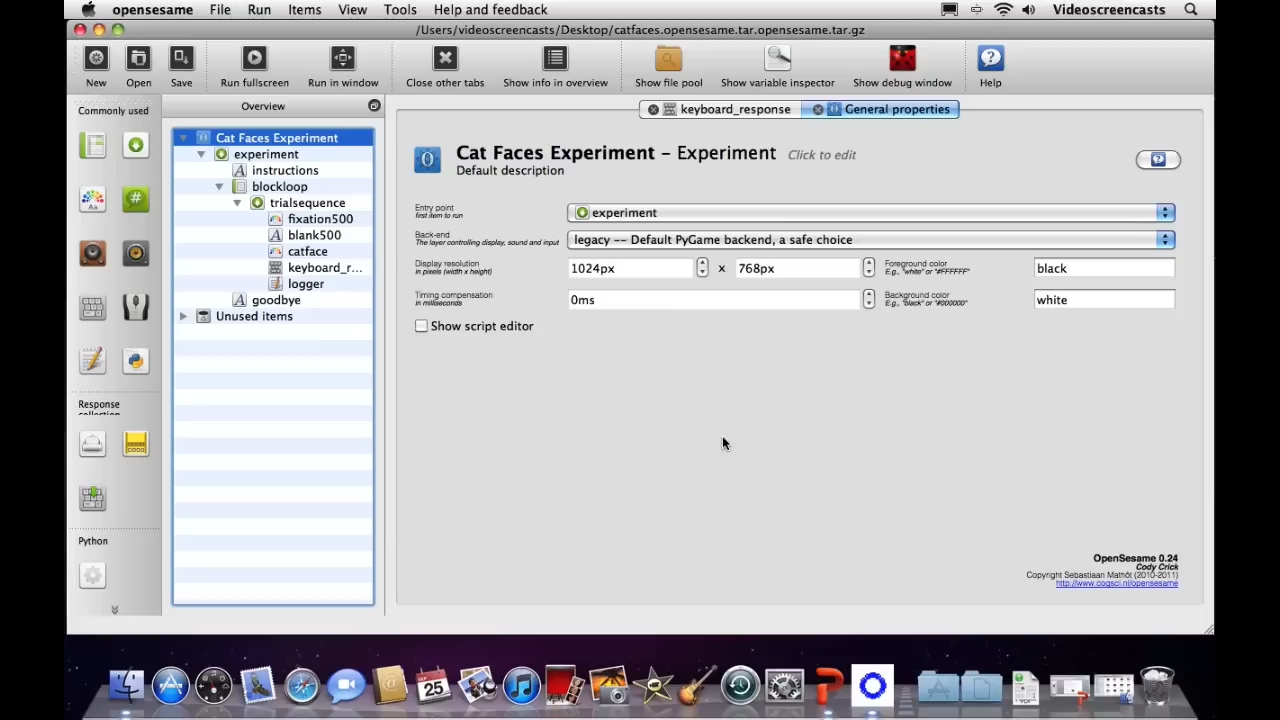 opensesame File Run Items View Tools Help and feedback Videoscreencasts
/Users/videoscreencasts/Desktop/catfaces.opensesame.tar.opensesame.tar.gz
New Open Save Run fullscreen Run in window Close other tabs Show info in overview Show file pool Show variable inspector Show debug window Help
Commonly used
Overview
keyboard_response
General properties
Cat Faces Experiment
experiment
instructions
blockloop
trialsequence
fixation500
blank500
catface
keyboard_r...
logger
goodbye
Unused items
Response
collection
Python
Cat Faces Experiment – Experiment Click to edit
Default description
Entry point
first item to run
experiment
Back-end
The layer controlling display, sound and input
legacy -- Default PyGame backend, a safe choice
Display resolution
in pixels (width x height)
1024px x 768px
Foreground color
E.g., "white" or "#FFFFFF"
black
Timing compensation
in milliseconds
0ms
Background color
E.g., "black" or "#000000"
white
Show script editor
OpenSesame 0.24
Cody Crick
Copyright Sebastiaan Mathôt (2010-2011)
http://www.cogsci.nl/opensesame
SEP
25